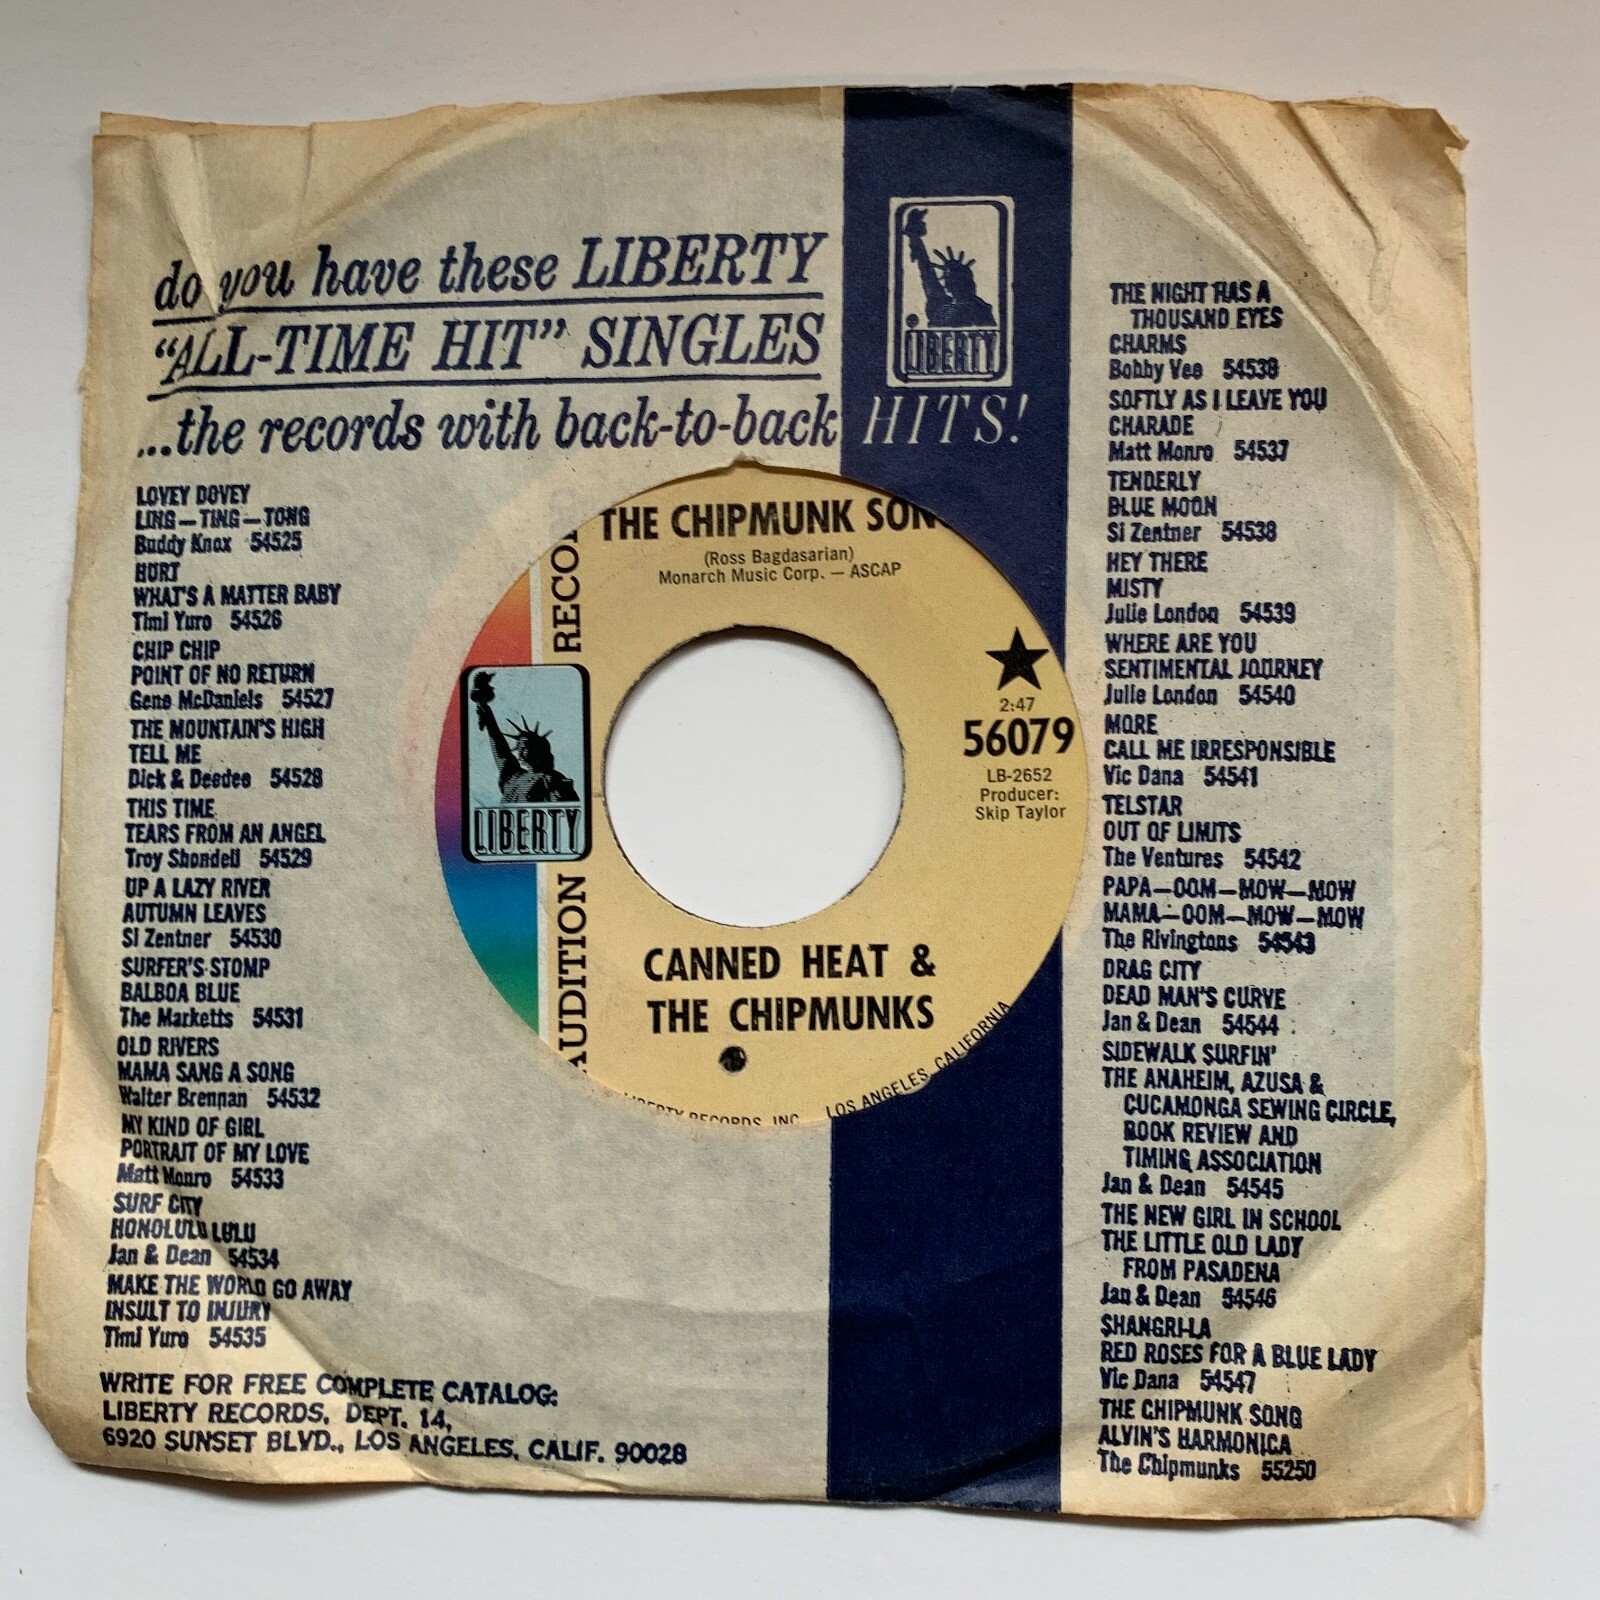 do you have these LIBERTY
"ALL-TIME HIT" SINGLES
...the records with back-to-back HITS!
LIBERTY
LOVEY DOVEY
LING—TING—TONG
Buddy Knox 54525
HURT
WHAT'S A MATTER BABY
Timi Yuro 54526
CHIP CHIP
POINT OF NO RETURN
Gene McDaniels 54527
THE MOUNTAIN'S HIGH
TELL ME
Dick & Deedee 54528
THIS TIME
TEARS FROM AN ANGEL
Troy Shondell 54529
UP A LAZY RIVER
AUTUMN LEAVES
Si Zentner 54530
SURFER'S STOMP
BALBOA BLUE
The Marketts 54531
OLD RIVERS
MAMA SANG A SONG
Walter Brennan 54532
MY KIND OF GIRL
PORTRAIT OF MY LOVE
Matt Monro 54533
SURF CITY
HONOLULU LULU
Jan & Dean 54534
MAKE THE WORLD GO AWAY
INSULT TO INJURY
Timi Yuro 54535
WRITE FOR FREE COMPLETE CATALOG:
LIBERTY RECORDS, DEPT. 14,
6920 SUNSET BLVD., LOS ANGELES, CALIF. 90028
THE CHIPMUNK SONG
(Ross Bagdasarian)
Monarch Music Corp. — ASCAP
AUDITION RECORD
LIBERTY
2:47
56079
LB-2652
Producer:
Skip Taylor
CANNED HEAT &
THE CHIPMUNKS
LIBERTY RECORDS, INC. LOS ANGELES, CALIFORNIA
THE NIGHT HAS A
THOUSAND EYES
CHARMS
Bobby Vee 54538
SOFTLY AS I LEAVE YOU
CHARADE
Matt Monro 54537
TENDERLY
BLUE MOON
Si Zentner 54538
HEY THERE
MISTY
Julie London 54539
WHERE ARE YOU
SENTIMENTAL JOURNEY
Julie London 54540
MORE
CALL ME IRRESPONSIBLE
Vic Dana 54541
TELSTAR
OUT OF LIMITS
The Ventures 54542
PAPA—OOM—MOW—MOW
MAMA—OOM—MOW—MOW
The Rivingtons 54543
DRAG CITY
DEAD MAN'S CURVE
Jan & Dean 54544
SIDEWALK SURFIN'
THE ANAHEIM, AZUSA &
CUCAMONGA SEWING CIRCLE,
BOOK REVIEW AND
TIMING ASSOCIATION
Jan & Dean 54545
THE NEW GIRL IN SCHOOL
THE LITTLE OLD LADY
FROM PASADENA
Jan & Dean 54546
SHANGRI-LA
RED ROSES FOR A BLUE LADY
Vic Dana 54547
THE CHIPMUNK SONG
ALVIN'S HARMONICA
The Chipmunks 55250